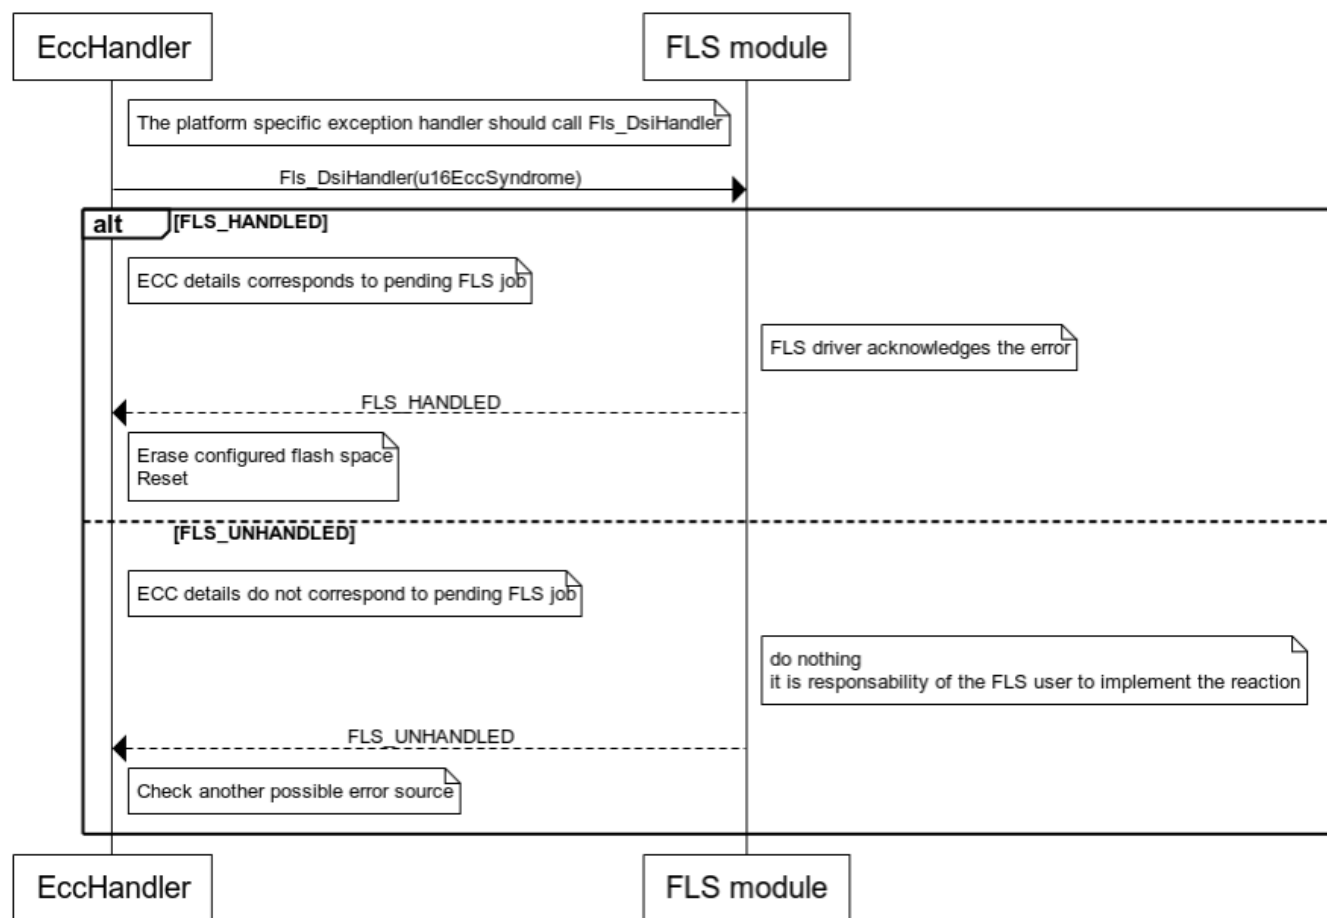 EccHandler
FLS module
The platform specific exception handler should call Fls_DsiHandler
Fls_DsiHandler(u16EccSyndrome)
alt
[FLS_HANDLED]
ECC details corresponds to pending FLS job
FLS driver acknowledges the error
FLS_HANDLED
Erase configured flash space
Reset
[FLS_UNHANDLED]
ECC details do not correspond to pending FLS job
do nothing
it is responsability of the FLS user to implement the reaction
FLS_UNHANDLED
Check another possible error source
EccHandler
FLS module